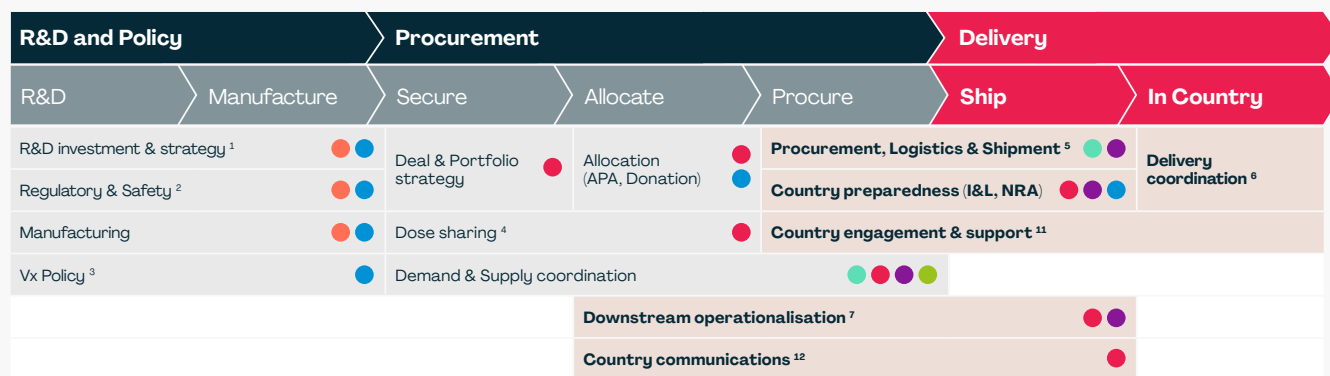 R&D and Policy
Procurement
Delivery
R&D
Manufacture
Secure
Allocate
Procure
Ship
In Country
R&D investment & strategy 1
Deal & Portfolio
strategy
Allocation
(APA, Donation)
Procurement, Logistics & Shipment 5
Delivery
coordination 6
Regulatory & Safety 2
Country preparedness (I&L, NRA)
Manufacturing
Dose sharing 4
Country engagement & support 11
Vx Policy 3
Demand & Supply coordination
Downstream operationalisation 7
Country communications 12